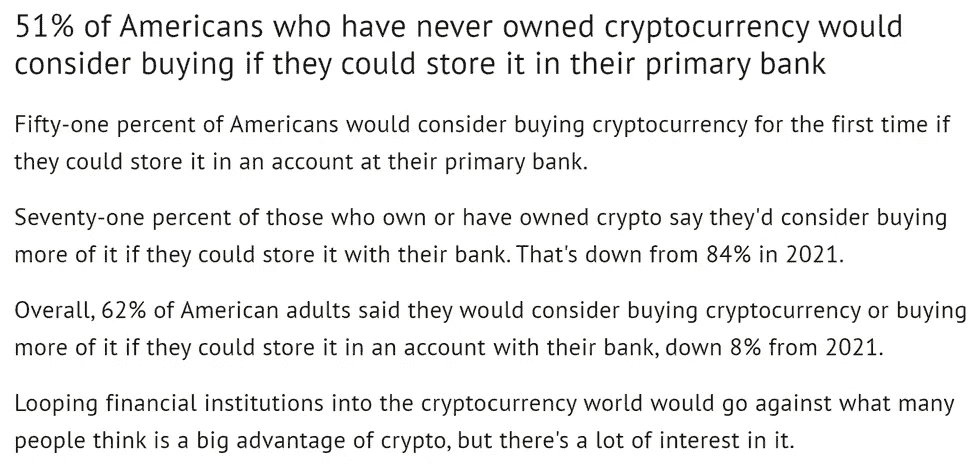 51% of Americans who have never owned cryptocurrency would
consider buying if they could store it in their primary bank
Fifty-one percent of Americans would consider buying cryptocurrency for the first time if
they could store it in an account at their primary bank.
Seventy-one percent of those who own or have owned crypto say they'd consider buying
more of it if they could store it with their bank. That's down from 84% in 2021.
Overall, 62% of American adults said they would consider buying cryptocurrency or buying
more of it if they could store it in an account with their bank, down 8% from 2021.
Looping financial institutions into the cryptocurrency world would go against what many
people think is a big advantage of crypto, but there's a lot of interest in it.